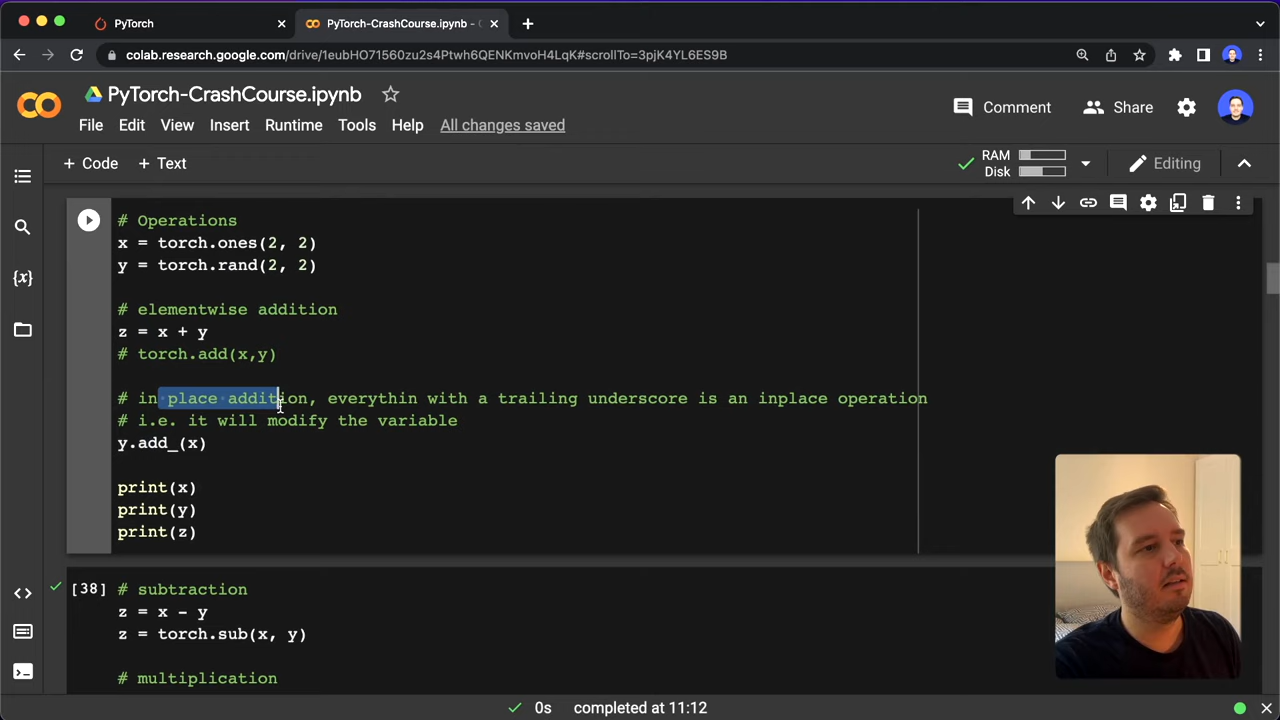 PyTorch
PyTorch-CrashCourse.ipynb - C
colab.research.google.com/drive/1eubHO71560zu2s4Ptwh6QENKmvoH4LqK#scrollTo=3pjK4YL6ES9B
PyTorch-CrashCourse.ipynb
Comment
Share
File Edit View Insert Runtime Tools Help All changes saved
+ Code + Text
RAM
Disk
Editing
# Operations
x = torch.ones(2, 2)
y = torch.rand(2, 2)
# elementwise addition
z = x + y
# torch.add(x,y)
# in place addition, everythin with a trailing underscore is an inplace operation
# i.e. it will modify the variable
y.add_(x)
print(x)
print(y)
print(z)
[38] # subtraction
z = x - y
z = torch.sub(x, y)
# multiplication
0s completed at 11:12